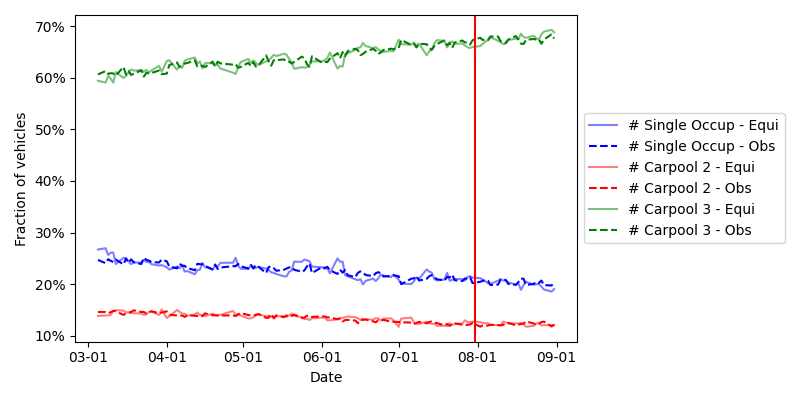 70%
60%
50%
40%
30%
20%
10%
Fraction of vehicles
03-01 04-01 05-01 06-01 07-01 08-01 09-01
Date
# Single Occup - Equi
# Single Occup - Obs
# Carpool 2 - Equi
# Carpool 2 - Obs
# Carpool 3 - Equi
# Carpool 3 - Obs